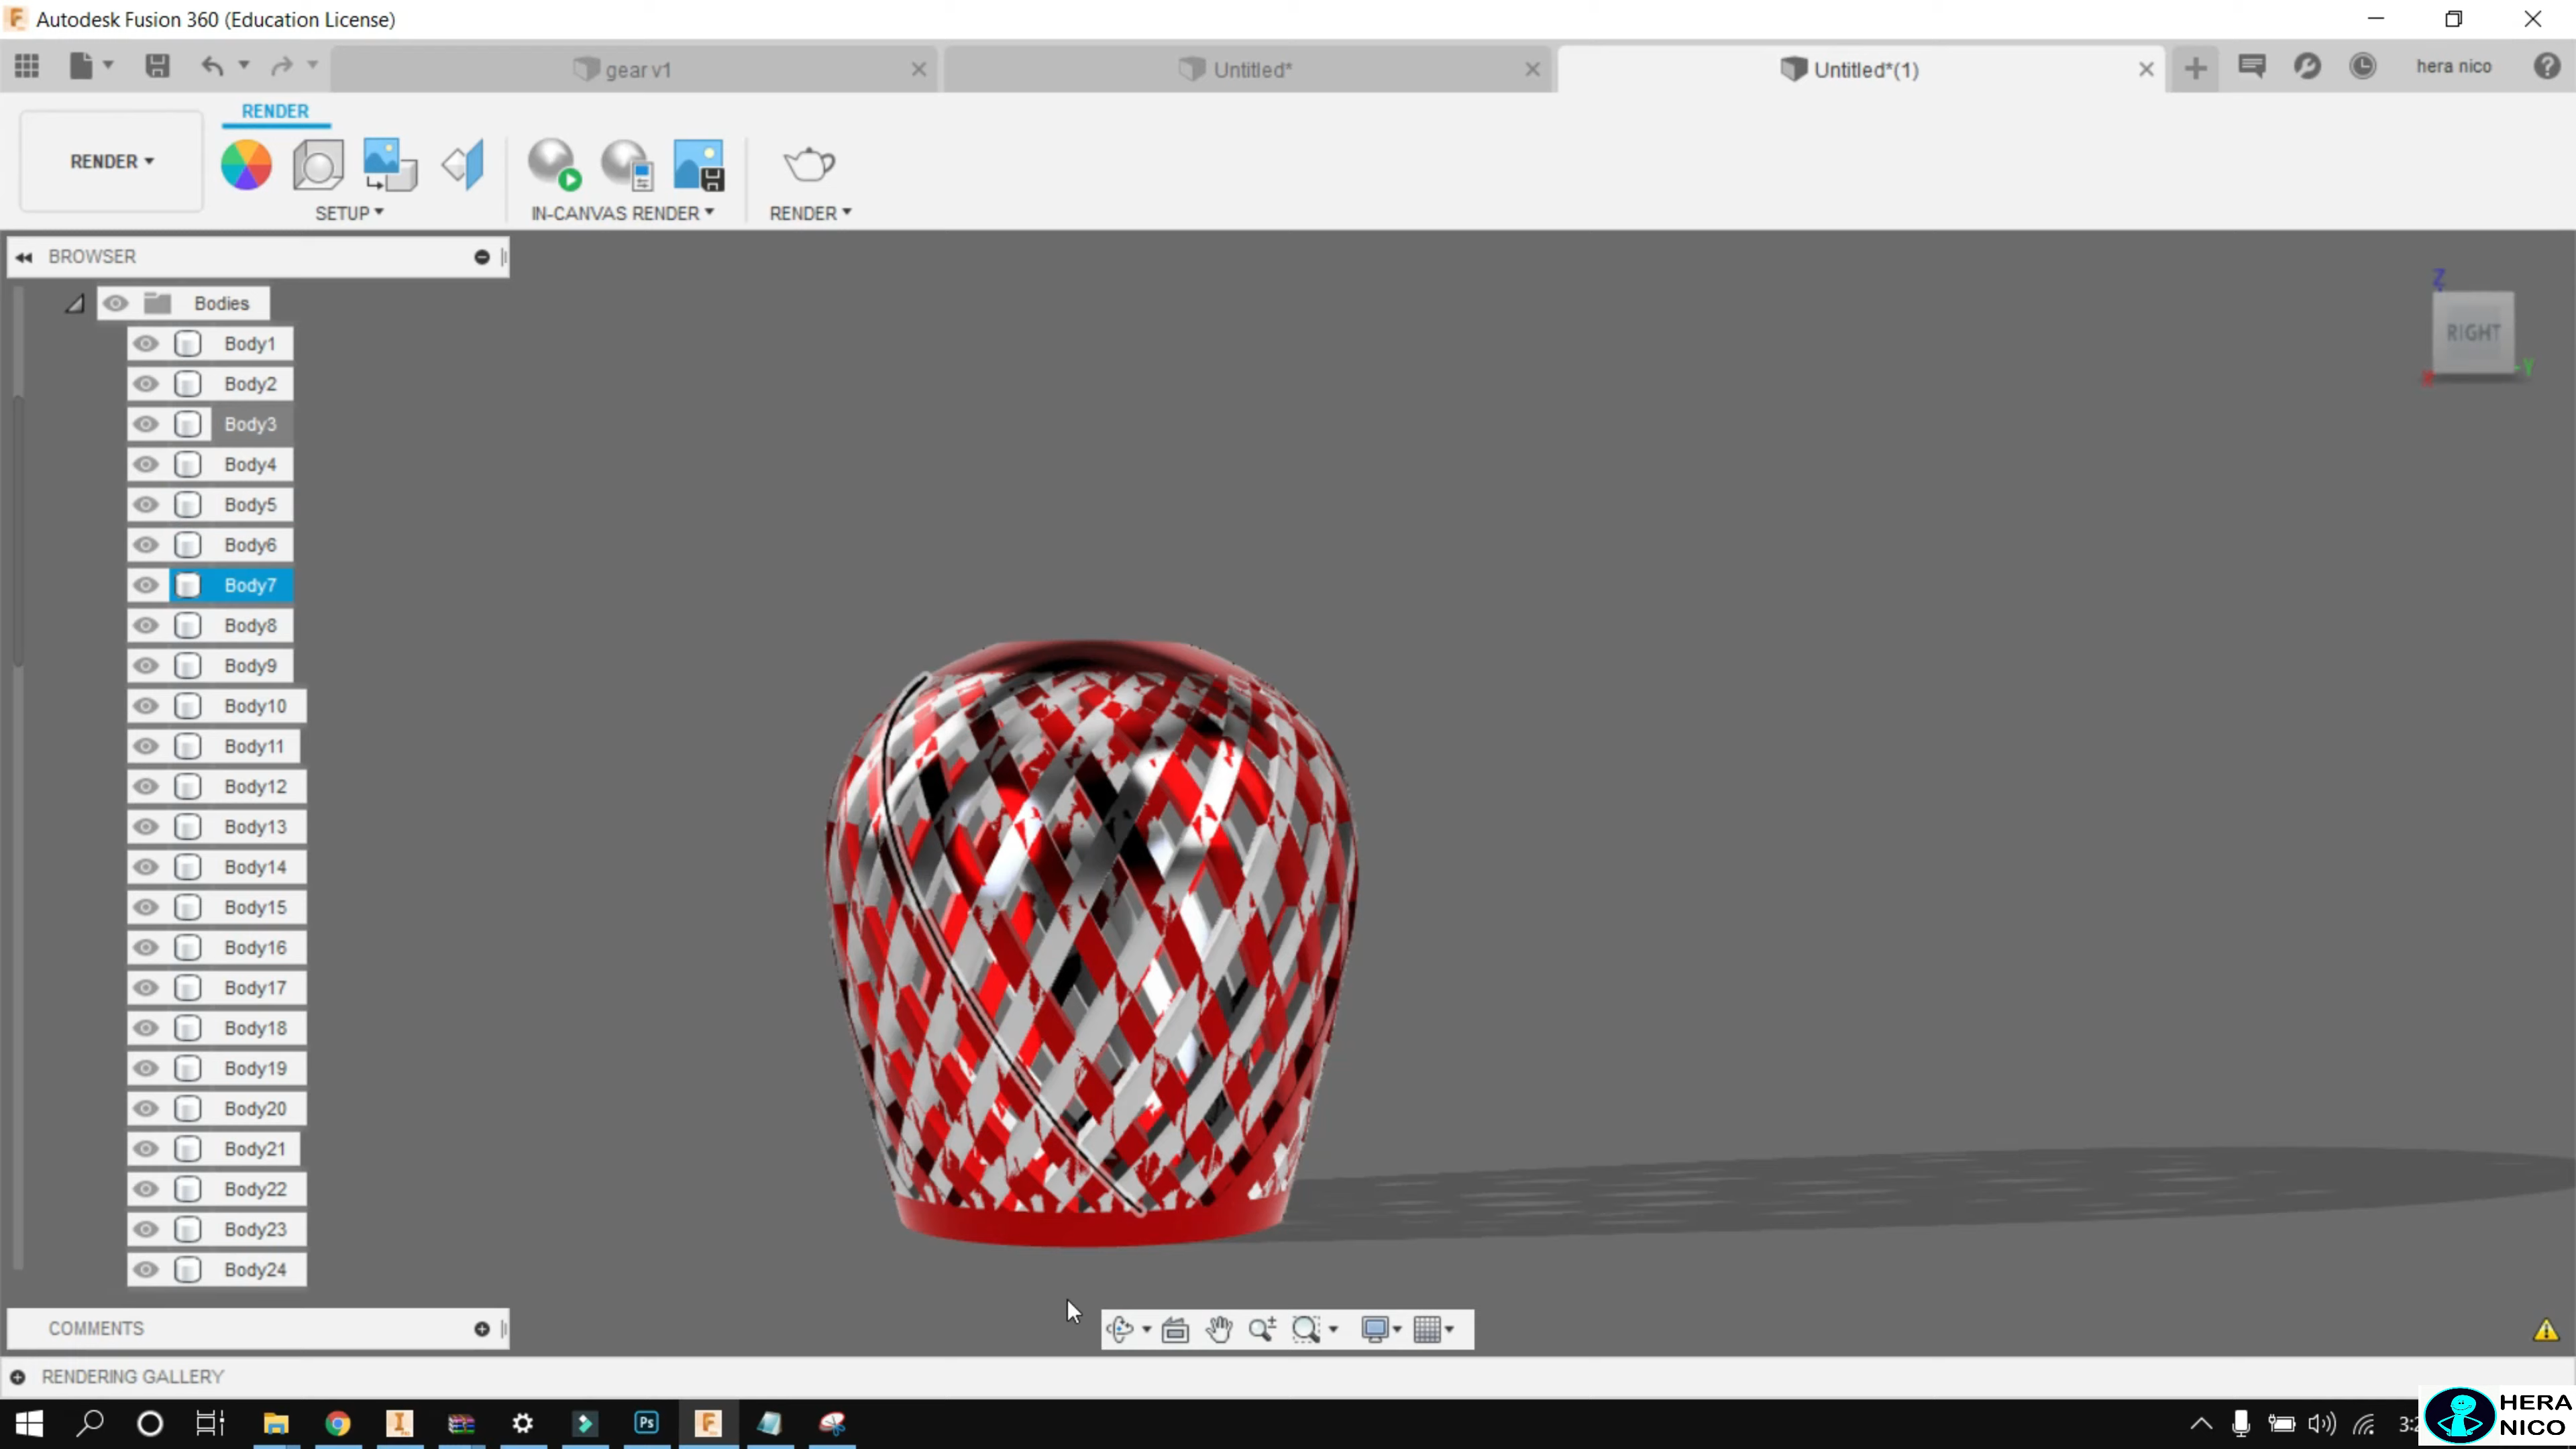 Autodesk Fusion 360 (Education License)
gear v1
Untitled*
Untitled*(1)
hera nico
RENDER
RENDER
SETUP
IN-CANVAS RENDER
RENDER
BROWSER
Bodies
Body1
Body2
Body3
Body4
Body5
Body6
Body7
Body8
Body9
Body10
Body11
Body12
Body13
Body14
Body15
Body16
Body17
Body18
Body19
Body20
Body21
Body22
Body23
Body24
Z
RIGHT
Y
COMMENTS
RENDERING GALLERY
Ps
HERA
NICO